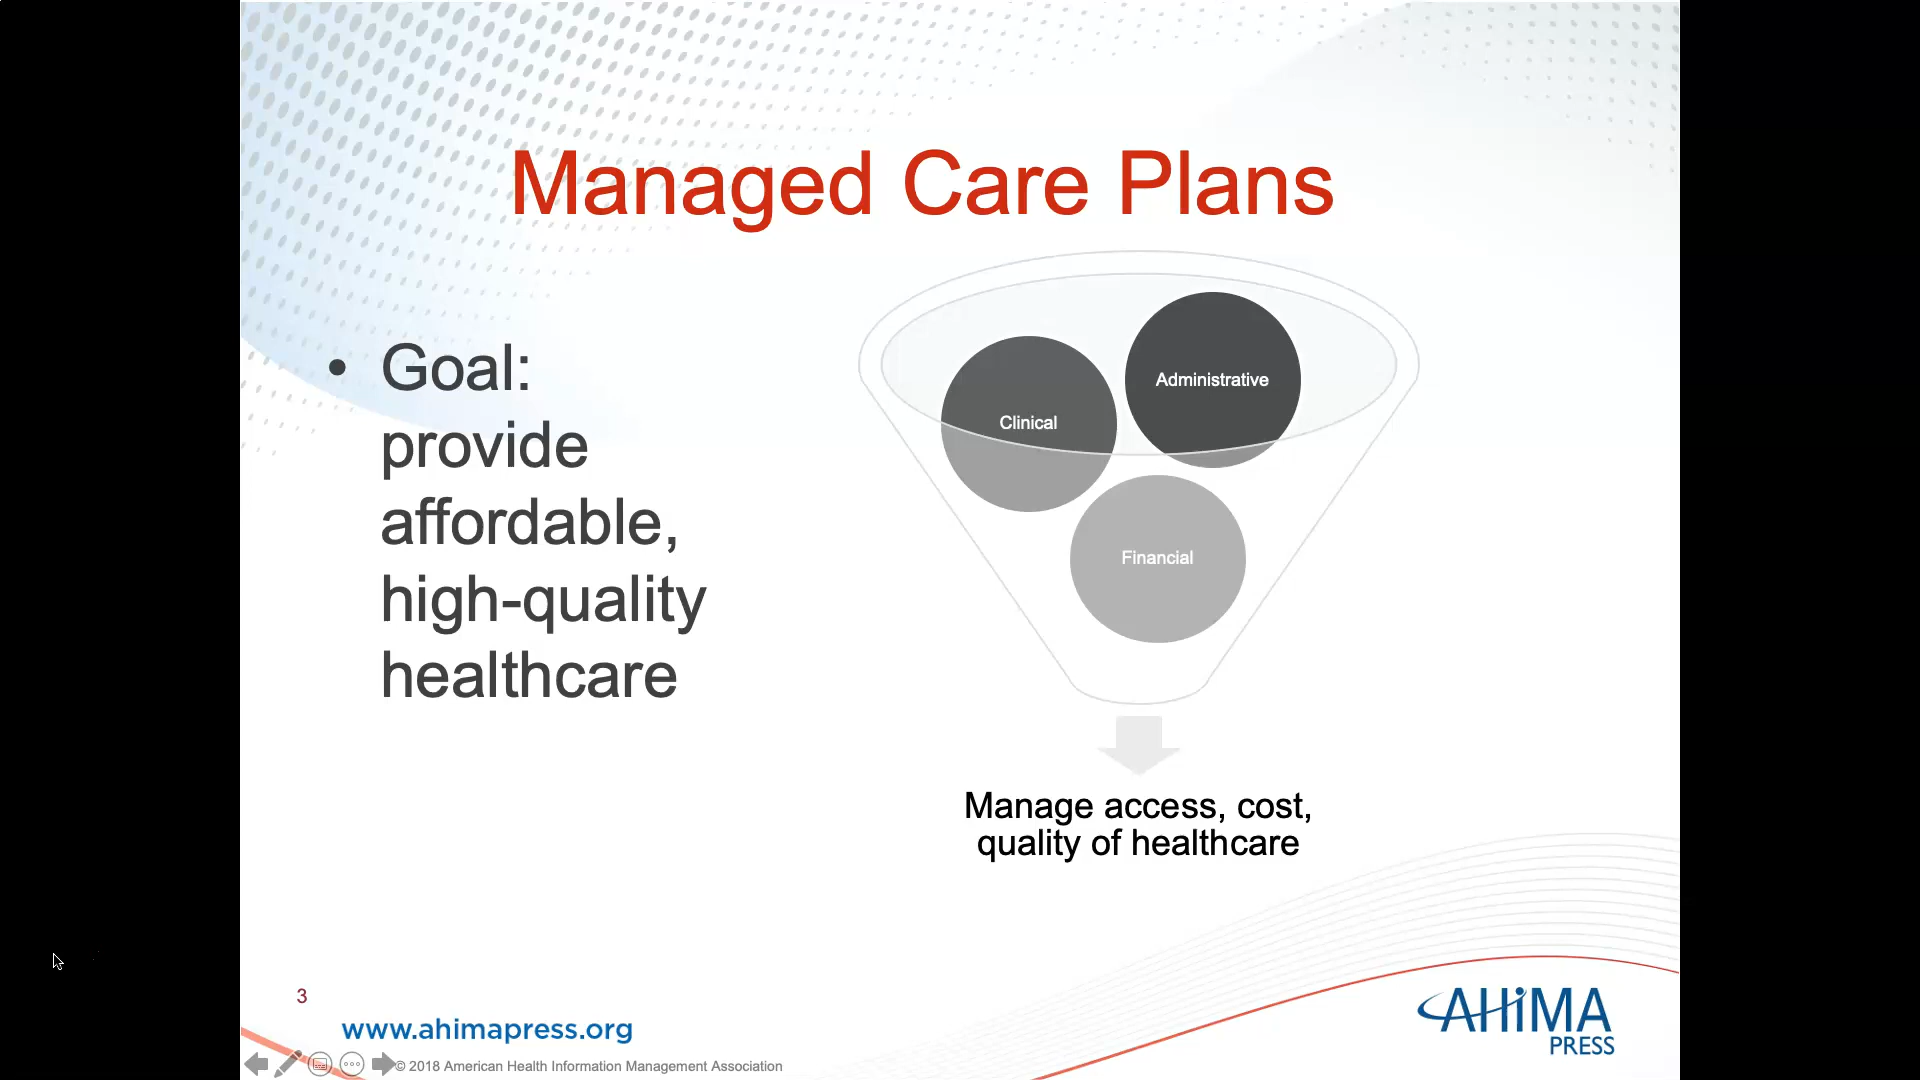 Managed Care Plans
• Goal:
provide
affordable,
high-quality
healthcare
Administrative
Clinical
Financial
Manage access, cost,
quality of healthcare
3
www.ahimapress.org
© 2018 American Health Information Management Association
AHiMA
PRESS